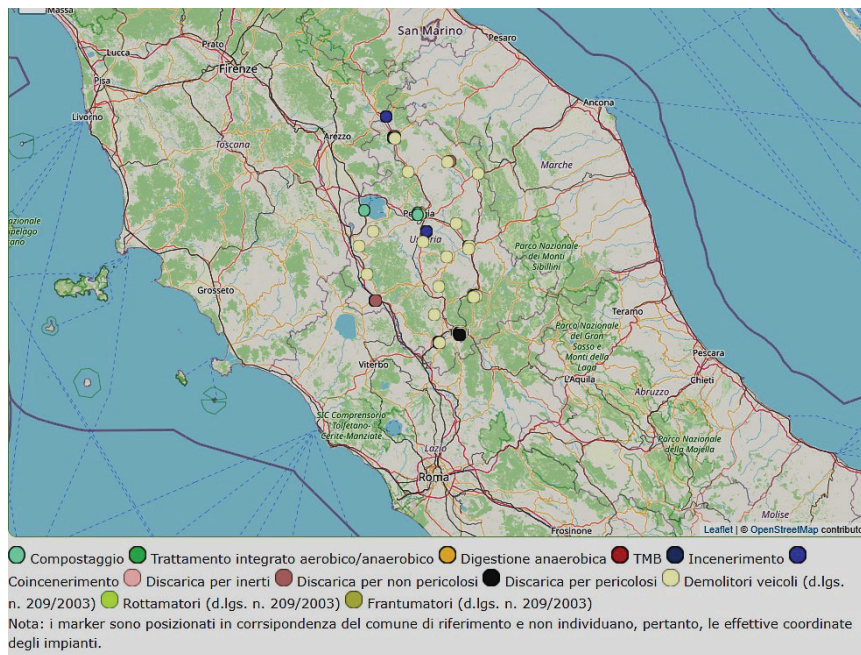 Massa
San Marino
Pesaro
Lucca
Prato
Firenze
Pisa
Ancona
Livorno
Arezzo
Toscana
Marche
Perugia
Umbria
Parco Nazionale
dei Monti
Sibillini
Grosseto
Teramo
Parco Nazionale
del Gran
Sasso e
Monti della
Laga
Pescara
Viterbo
L'Aquila
Chieti
Abruzzo
SIC Comprensorio
Tolfetano-
Cerite-Manziate
Parco Nazionale
della Majella
Lazio
Roma
Molise
Frosinone
Leaflet | © OpenStreetMap contributo
Compostaggio Trattamento integrato aerobico/anaerobico Digestione anaerobica TMB Incenerimento
Coincenerimento Discarica per inerti Discarica per non pericolosi Discarica per pericolosi Demolitori veicoli (d.lgs.
n. 209/2003) Rottamatori (d.lgs. n. 209/2003) Frantumatori (d.lgs. n. 209/2003)
Nota: i marker sono posizionati in corrsipondenza del comune di riferimento e non individuano, pertanto, le effettive coordinate
degli impianti.